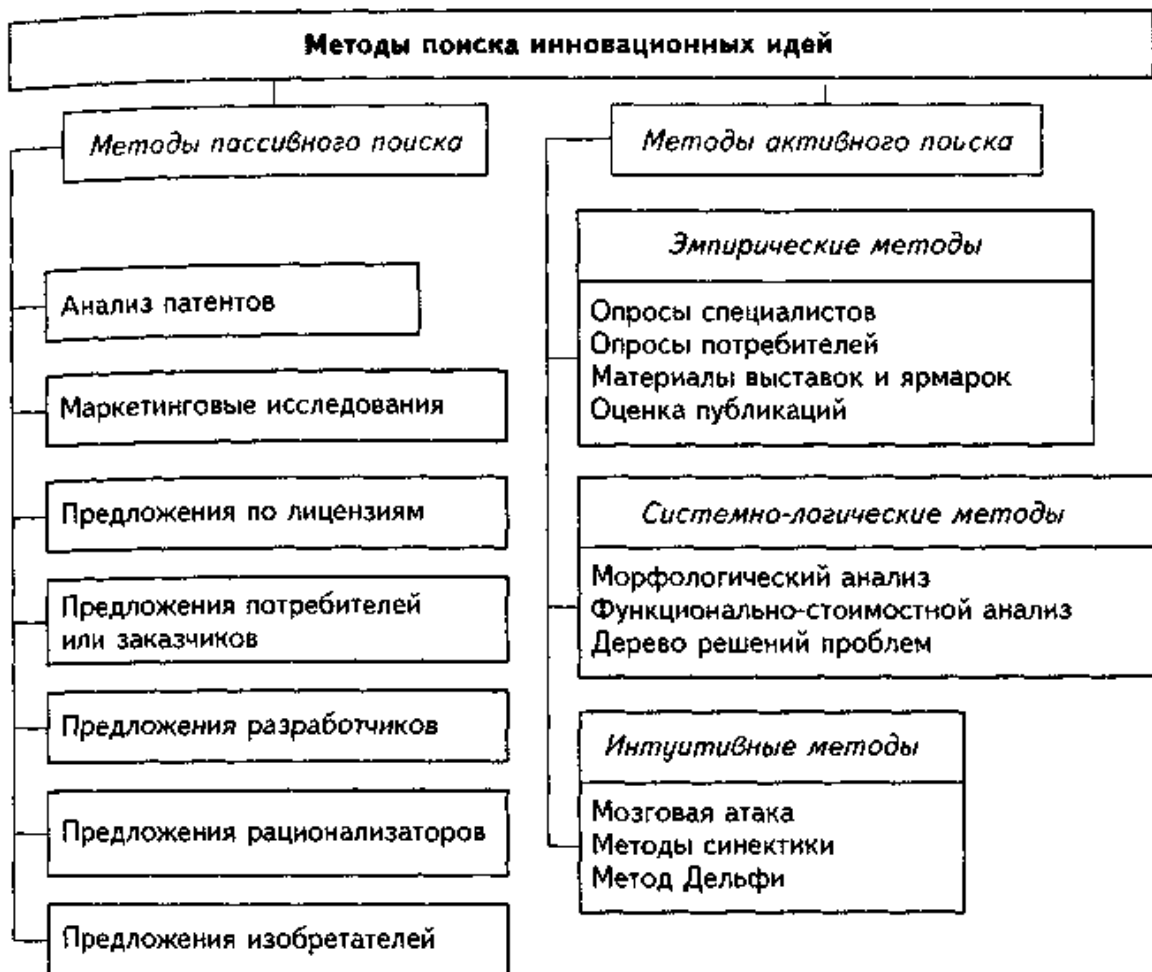 Методы поиска инновационных идей
Методы пассивного поиска
Анализ патентов
Маркетинговые исследования
Предложения по лицензиям
Предложения потребителей
или заказчиков
Предложения разработчиков
Предложения рационализаторов
Предложения изобретателей
Методы активного поиска
Эмпирические методы
Опросы специалистов
Опросы потребителей
Материалы выставок и ярмарок
Оценка публикаций
Системно-логические методы
Морфологический анализ
Функционально-стоимостной анализ
Дерево решений проблем
Интуитивные методы
Мозговая атака
Методы синектики
Метод Дельфи